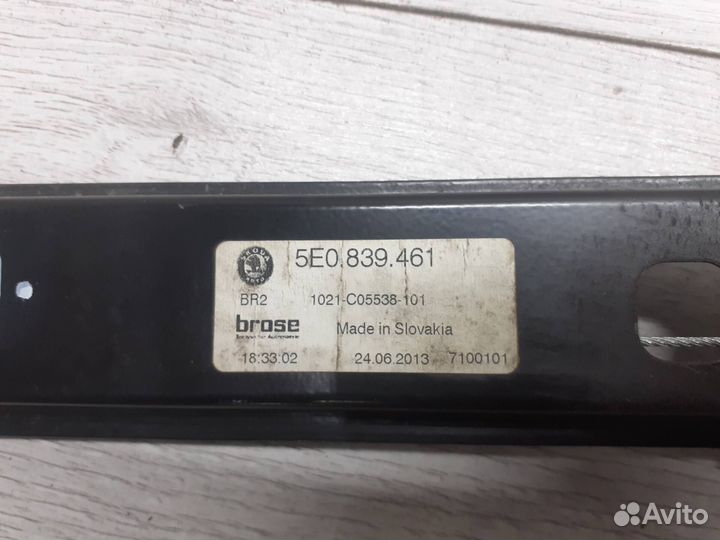 5E0.839.461
BR2 1021-C05538-101
brose Made in Slovakia
18:33:02 24.06.2013 7100101
Avito